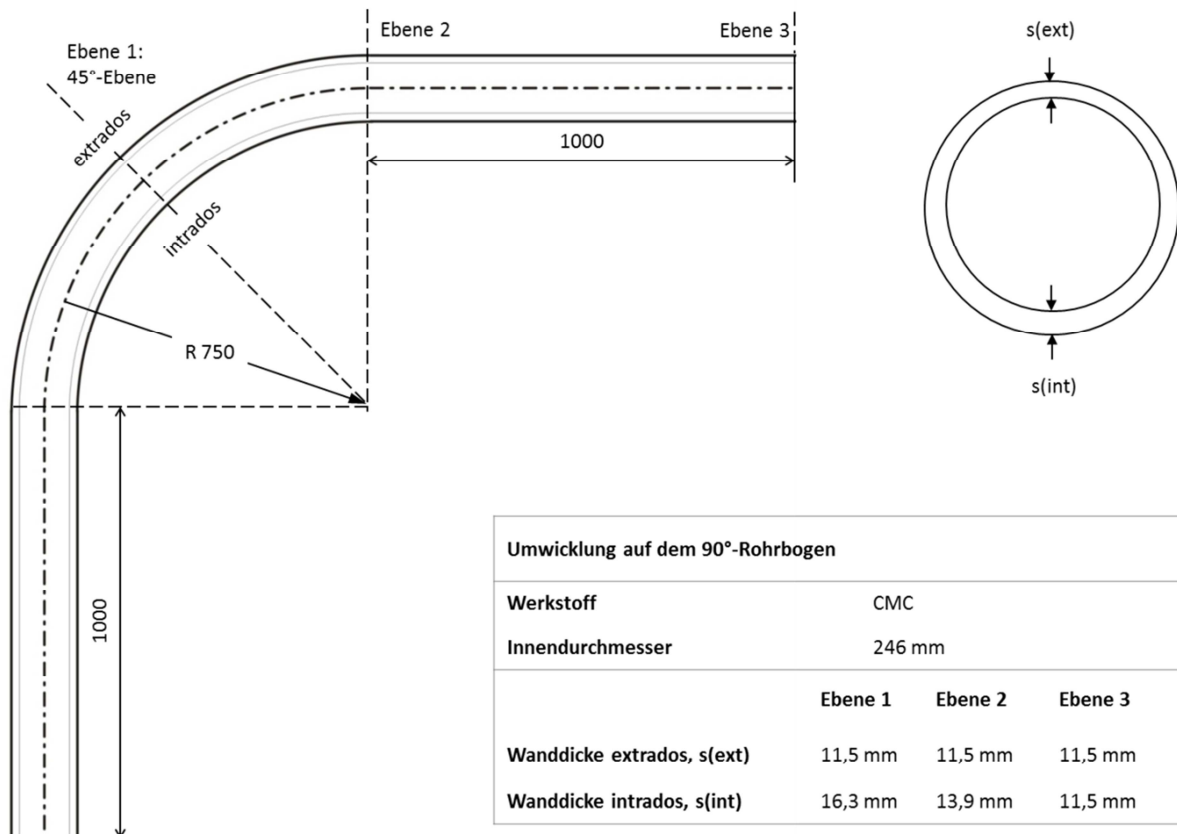 Ebene 1:
45°-Ebene
extrados
intrados
Ebene 2
Ebene 3
1000
R 750
1000
s(ext)
s(int)
Umwicklung auf dem 90°-Rohrbogen
Werkstoff CMC
Innendurchmesser 246 mm
Ebene 1 Ebene 2 Ebene 3
Wanddicke extrados, s(ext) 11,5 mm 11,5 mm 11,5 mm
Wanddicke intrados, s(int) 16,3 mm 13,9 mm 11,5 mm